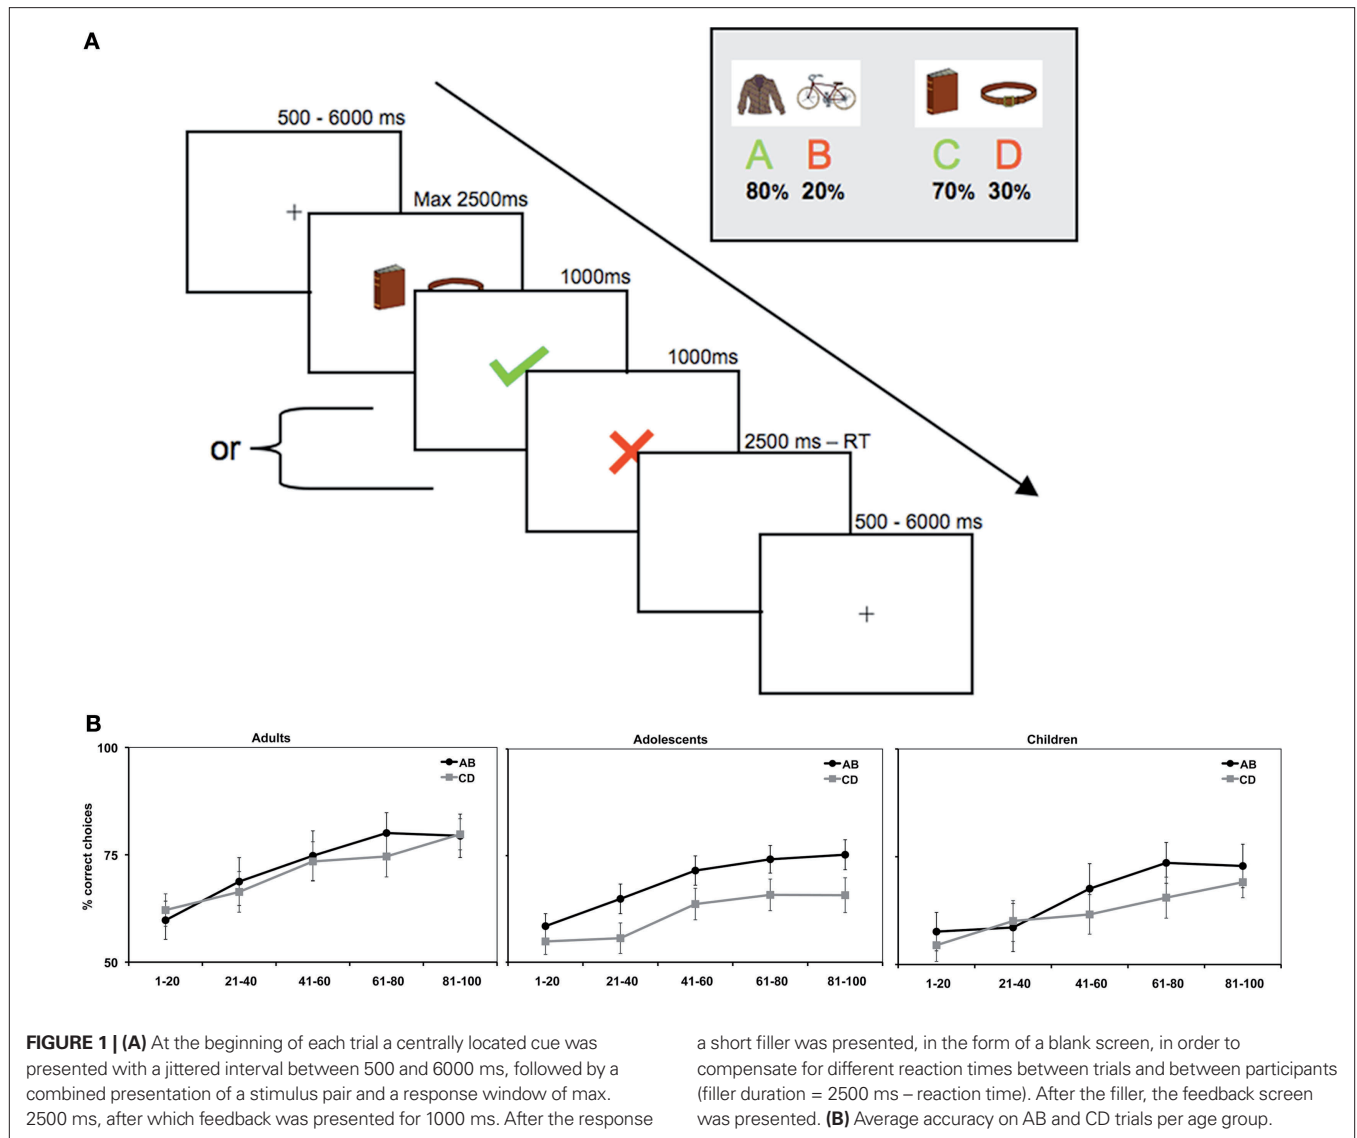 A
500 - 6000 ms
Max 2500ms
1000ms
1000ms
2500 ms – RT
500 - 6000 ms
or
A B C D
80% 20% 70% 30%
B
Adults
Adolescents
Children
% correct choices
100
75
50
AB
CD
AB
CD
AB
CD
1-20 21-40 41-60 61-80 81-100
1-20 21-40 41-60 61-80 81-100
1-20 21-40 41-60 61-80 81-100
FIGURE 1 | (A) At the beginning of each trial a centrally located cue was
presented with a jittered interval between 500 and 6000 ms, followed by a
combined presentation of a stimulus pair and a response window of max.
2500 ms, after which feedback was presented for 1000 ms. After the response
a short filler was presented, in the form of a blank screen, in order to
compensate for different reaction times between trials and between participants
(filler duration = 2500 ms – reaction time). After the filler, the feedback screen
was presented. (B) Average accuracy on AB and CD trials per age group.